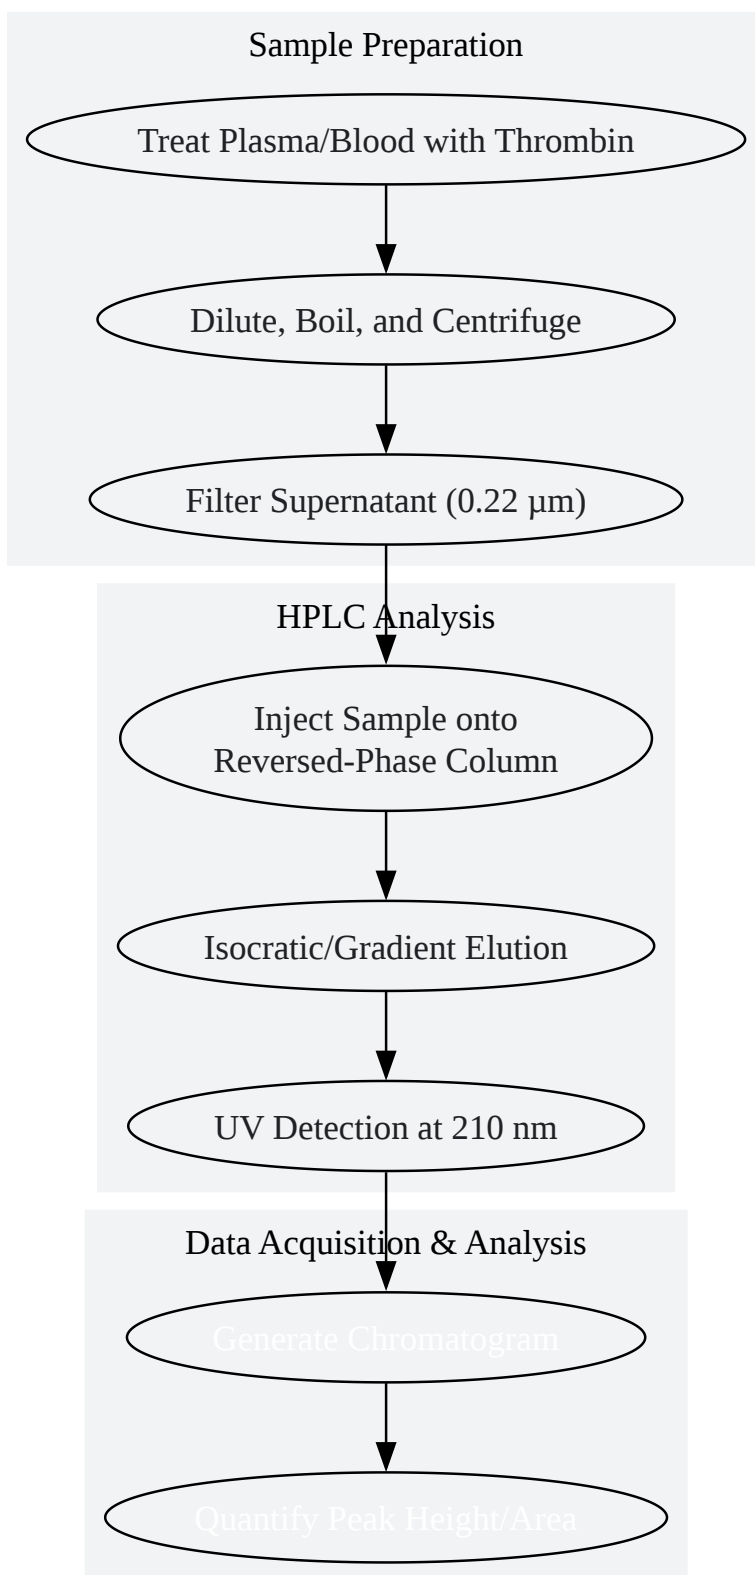 Sample Preparation
Treat Plasma/Blood with Thrombin
Dilute, Boil, and Centrifuge
Filter Supernatant (0.22 µm)
HPLC Analysis
Inject Sample onto
Reversed-Phase Column
Isocratic/Gradient Elution
UV Detection at 210 nm
Data Acquisition & Analysis
Generate Chromatogram
Quantify Peak Height/Area